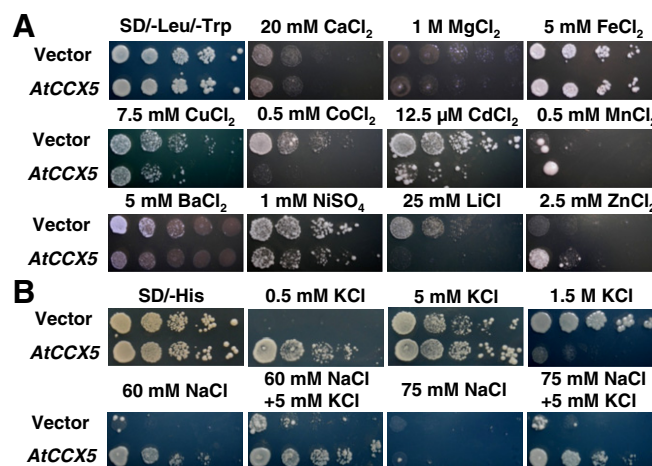 A
SD/-Leu/-Trp 20 mM CaCl₂ 1 M MgCl₂ 5 mM FeCl₂
Vector
AtCCX5
7.5 mM CuCl₂ 0.5 mM CoCl₂ 12.5 µM CdCl₂ 0.5 mM MnCl₂
Vector
AtCCX5
5 mM BaCl₂ 1 mM NiSO₄ 25 mM LiCl 2.5 mM ZnCl₂
Vector
AtCCX5
B
SD/-His 0.5 mM KCl 5 mM KCl 1.5 M KCl
Vector
AtCCX5
60 mM NaCl 60 mM NaCl 75 mM NaCl 75 mM NaCl
+5 mM KCl +5 mM KCl
Vector
AtCCX5